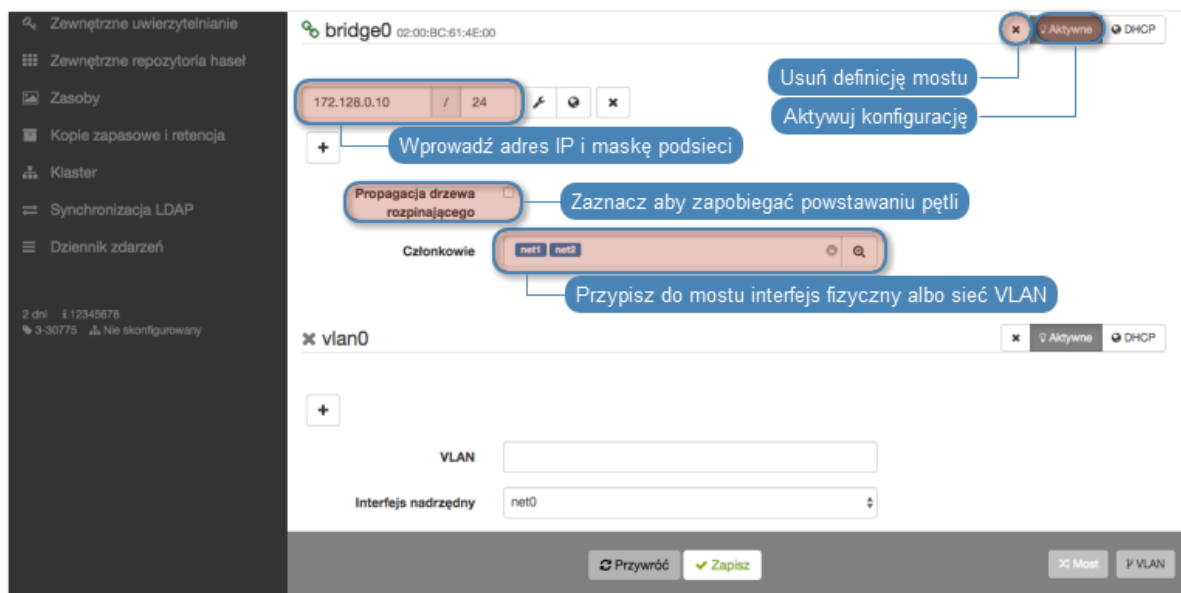 Zewnętrzne uwierzytelnianie
Zewnętrzne repozytoria haseł
Zasoby
Kopie zapasowe i retencja
Klaster
Synchronizacja LDAP
Dziennik zdarzeń
2 dni 12345678
3-30775 Nie skonfigurowany
bridge0 02:00:BC:61:4E:00
Aktywne DHCP
Usuń definicję mostu
Aktywuj konfigurację
172.128.0.10 / 24
Wprowadź adres IP i maskę podsieci
Propagacja drzewa
rozpinającego
Zaznacz aby zapobiegać powstawaniu pętli
Członkowie net1 net2
Przypisz do mostu interfejs fizyczny albo sieć VLAN
vlan0
Aktywne DHCP
VLAN
Interfejs nadrzędny net0
Przywróć Zapisz
Most VLAN